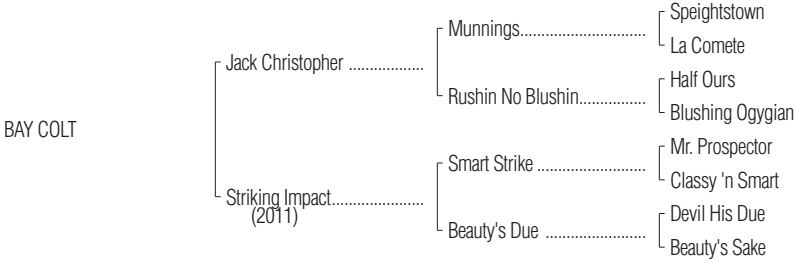 Speightstown
Munnings..............................
La Comete
Jack Christopher ..................
Half Ours
Rushin No Blushin................
Blushing Ogygian
BAY COLT
Mr. Prospector
Smart Strike ..........................
Classy 'n Smart
Striking Impact......................
(2011)
Devil His Due
Beauty's Due ........................
Beauty's Sake